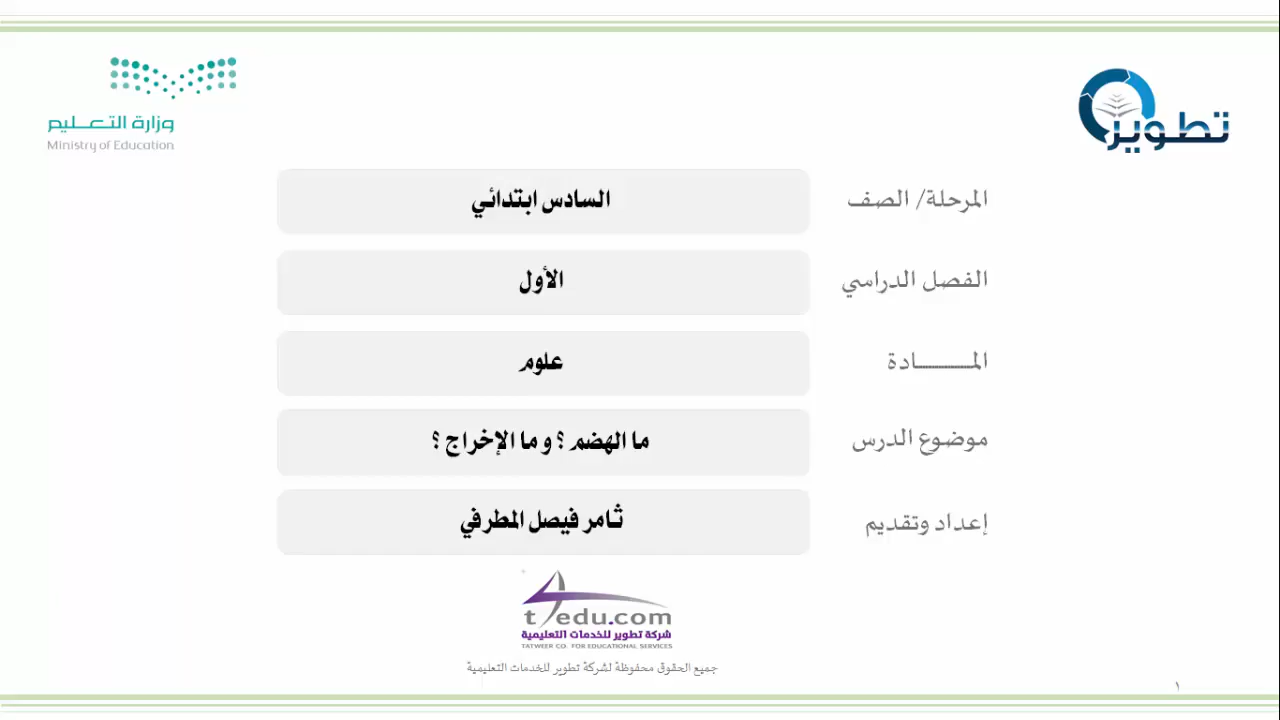 تطوير
وزارة التعليم
Ministry of Education
المرحلة/ الصف السادس ابتدائي
الفصل الدراسي الأول
المـــــــادة علوم
موضوع الدرس ما الهضم ؟ و ما الإخراج ؟
إعداد وتقديم ثامر فيصل المطرفي
t4edu.com
شركة تطوير للخدمات التعليمية
TATWEER CO. FOR EDUCATIONAL SERVICES
جميع الحقوق محفوظة لشركة تطوير للخدمات التعليمية
١